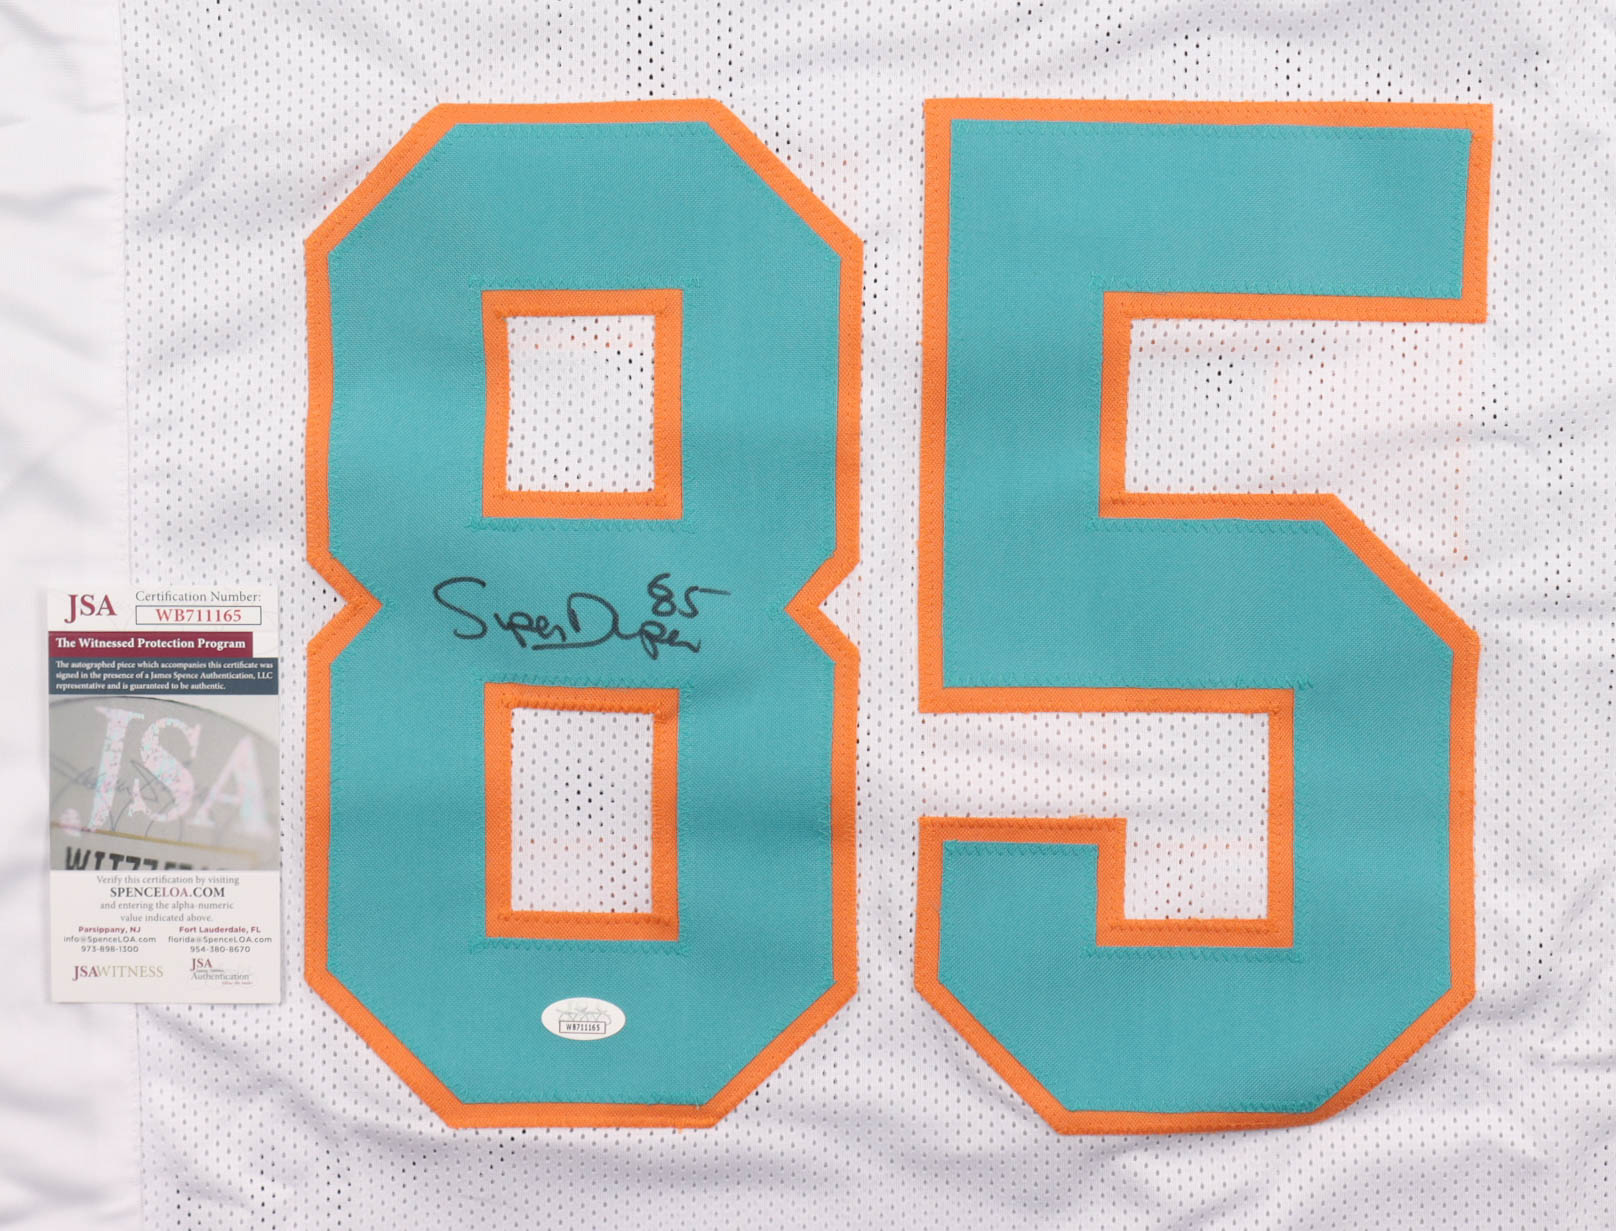 85
JSA
Certification Number:
WB711165
The Witnessed Protection Program
The autographed piece which accompanies this certificate was
signed in the presence of a James Spence Authentication, LLC
representative and is guaranteed to be authentic.
JSA
Verify this certification by visiting
SPENCELOA.COM
and entering the alpha-numeric
value indicated above.
Parsippany, NJ
info@SpenceLOA.com
973-898-1300
Fort Lauderdale, FL
florida@SpenceLOA.com
954-380-8670
JSAWITNESS
JSA
Authentication
Super Duper 85
WB711165